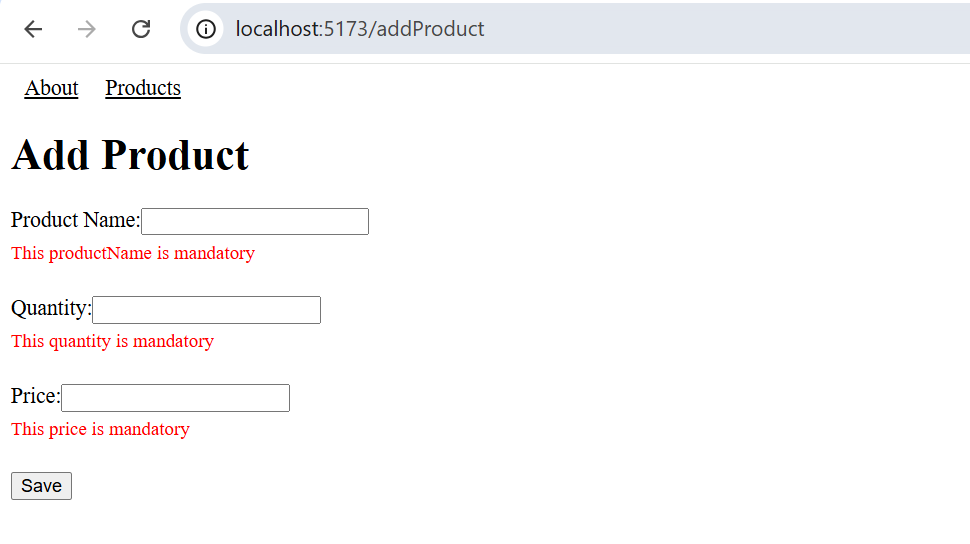 localhost:5173/addProduct
About Products
Add Product
Product Name:
This productName is mandatory
Quantity:
This quantity is mandatory
Price:
This price is mandatory
Save